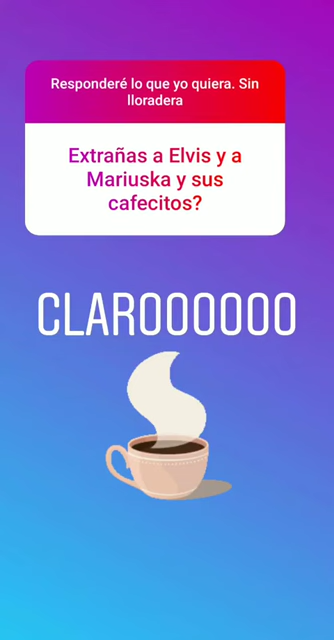 Responderé lo que yo quiera. Sin
lloradera
Extrañas a Elvis y a
Mariuska y sus
cafecitos?
CLAROOOOOO